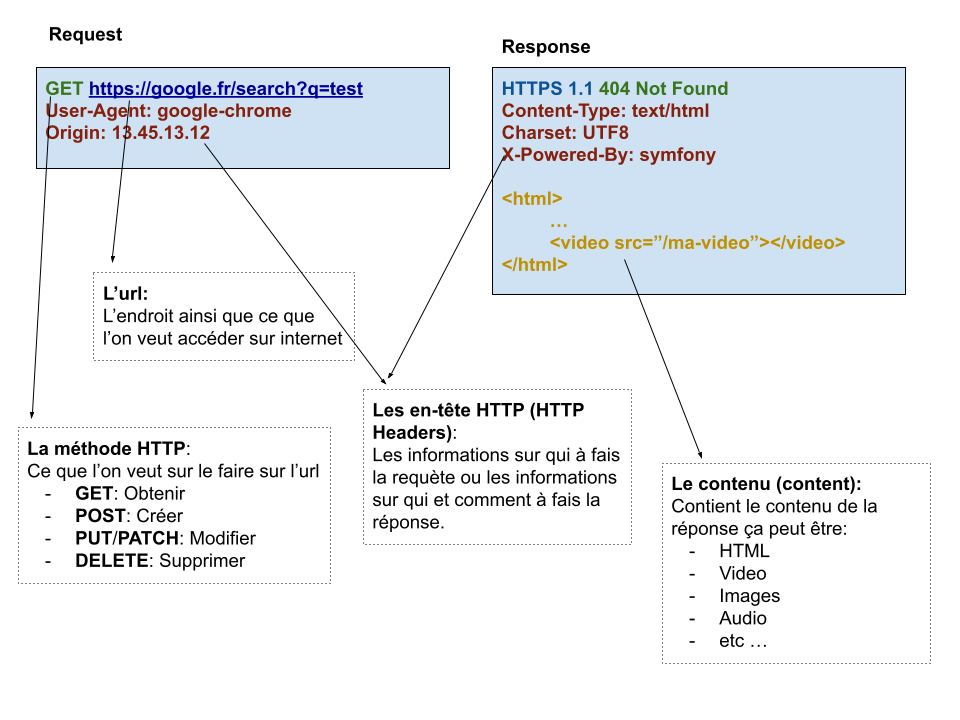 Request
GET https://google.fr/search?q=test
User-Agent: google-chrome
Origin: 13.45.13.12
Response
HTTPS 1.1 404 Not Found
Content-Type: text/html
Charset: UTF8
X-Powered-By: symfony
<html>
…
<video src=”/ma-video”></video>
</html>
L’url:
L’endroit ainsi que ce que
l’on veut accéder sur internet
La méthode HTTP:
Ce que l’on veut sur le faire sur l’url
- GET: Obtenir
- POST: Créer
- PUT/PATCH: Modifier
- DELETE: Supprimer
Les en-tête HTTP (HTTP
Headers):
Les informations sur qui à fais
la requète ou les informations
sur qui et comment à fais la
réponse.
Le contenu (content):
Contient le contenu de la
réponse ça peut être:
- HTML
- Video
- Images
- Audio
- etc …